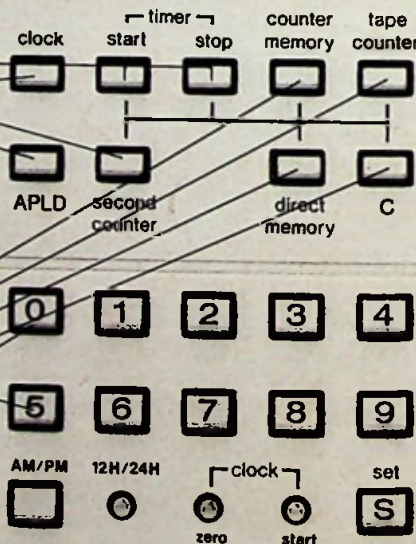 timer
counter tape
clock start stop memory counter
APLD second direct C
counter memory
0 1 2 3 4
5 6 7 8 9
AM/PM 12H/24H clock set
S
zero start